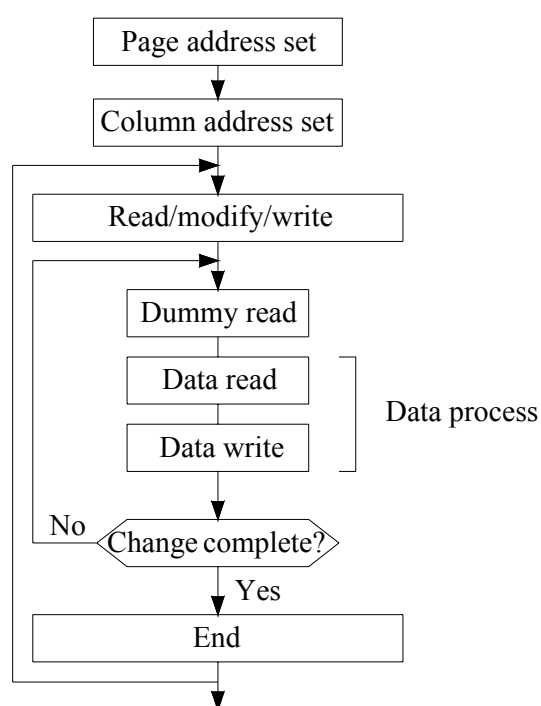 Page address set
Column address set
Read/modify/write
Dummy read
Data read
Data process
Data write
No
Change complete?
Yes
End